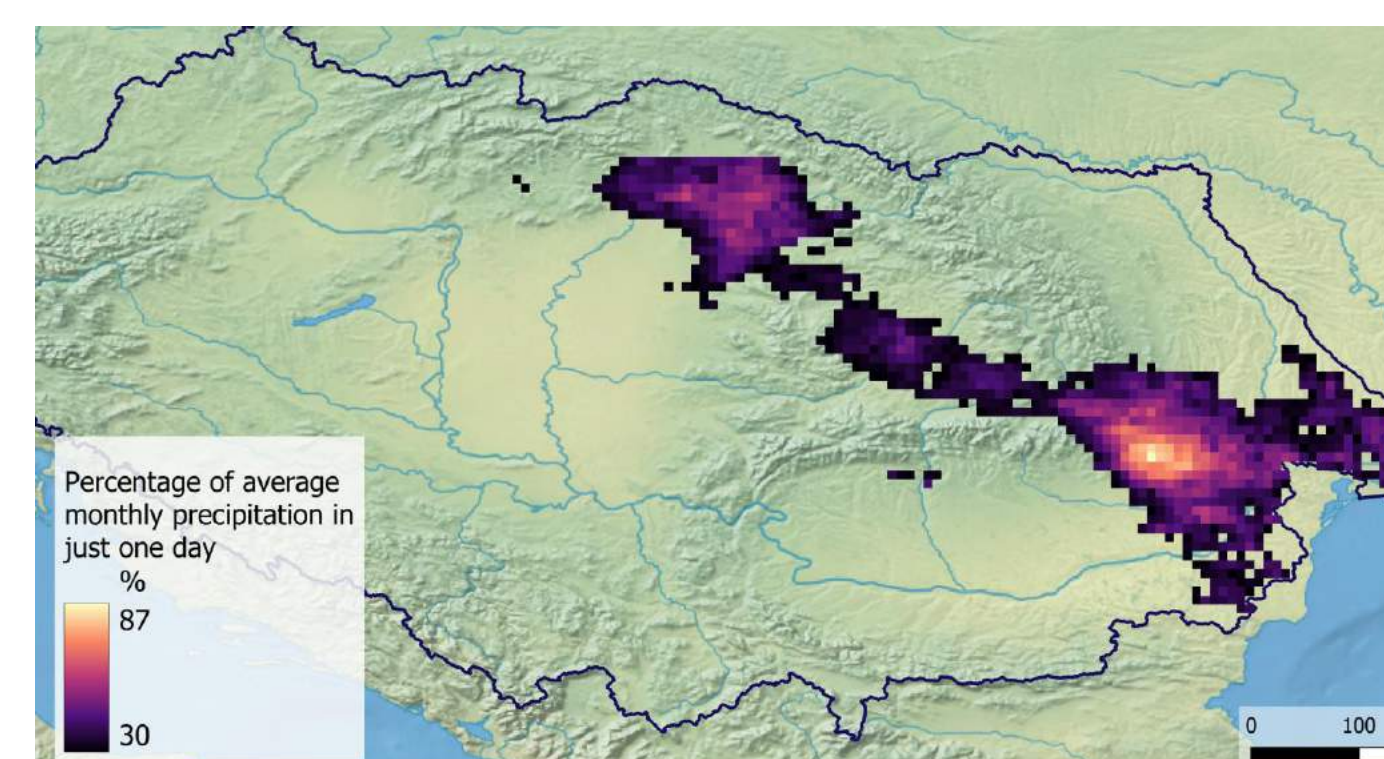 Percentage of average
monthly precipitation in
just one day
%
87
30
0 100